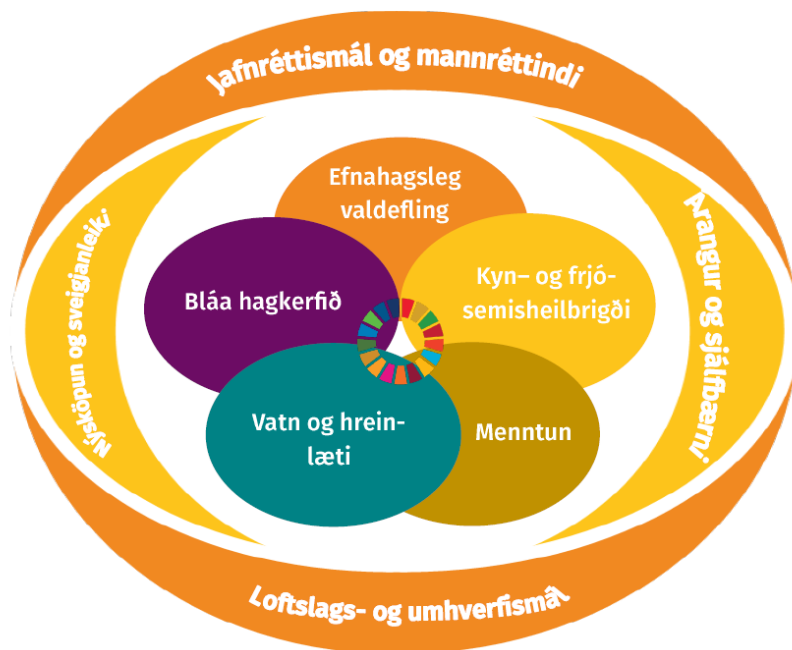 Jafnréttismál og mannréttindi
Efnahagsleg
valdefling
Nýsköpun og sveigjanleiki
Bláa hagkerfið
Kyn– og frjó-
semisheilbrigði
Árangur og sjálfbærni
Vatn og hrein-
læti
Menntun
Loftslags- og umhverfismál